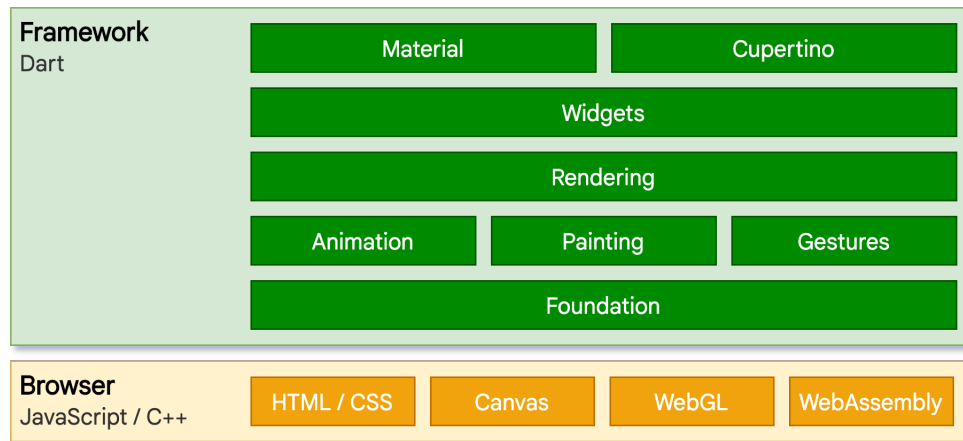 Framework
Dart
Material
Cupertino
Widgets
Rendering
Animation
Painting
Gestures
Foundation
Browser
JavaScript / C++
HTML / CSS
Canvas
WebGL
WebAssembly